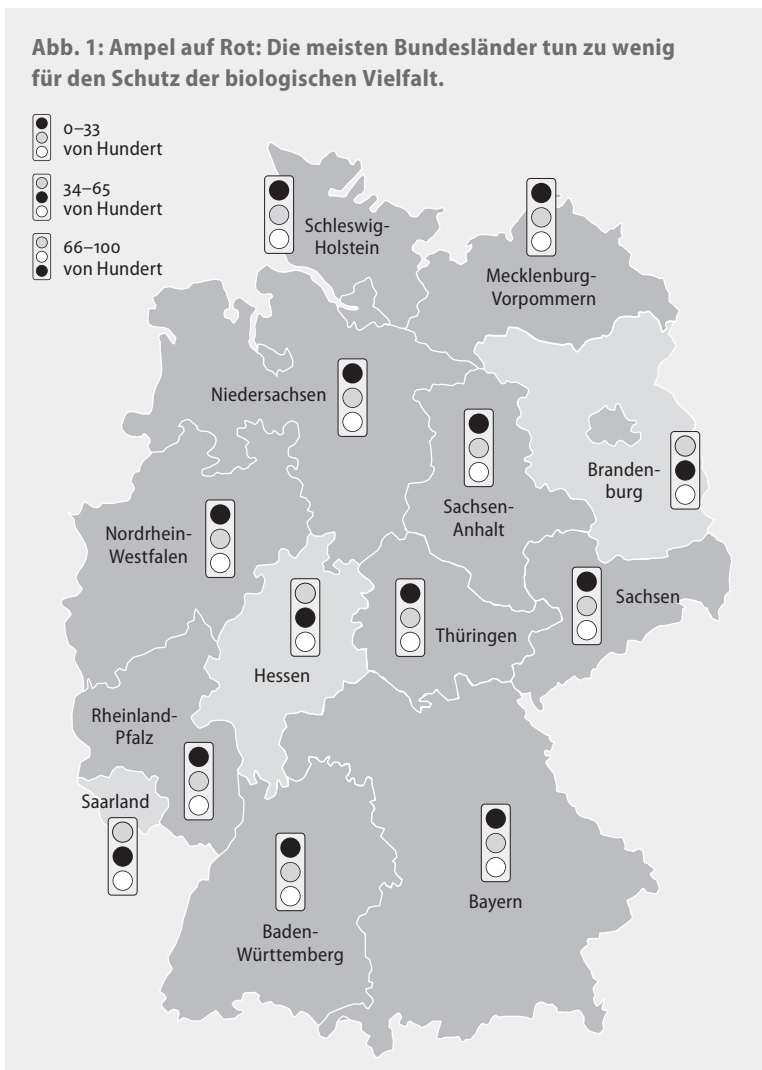 Abb. 1: Ampel auf Rot: Die meisten Bundesländer tun zu wenig
für den Schutz der biologischen Vielfalt.
0–33
von Hundert
34–65
von Hundert
66–100
von Hundert
Schleswig-
Holstein
Mecklenburg-
Vorpommern
Niedersachsen
Branden-
burg
Sachsen-
Anhalt
Nordrhein-
Westfalen
Sachsen
Thüringen
Hessen
Rheinland-
Pfalz
Saarland
Bayern
Baden-
Württemberg